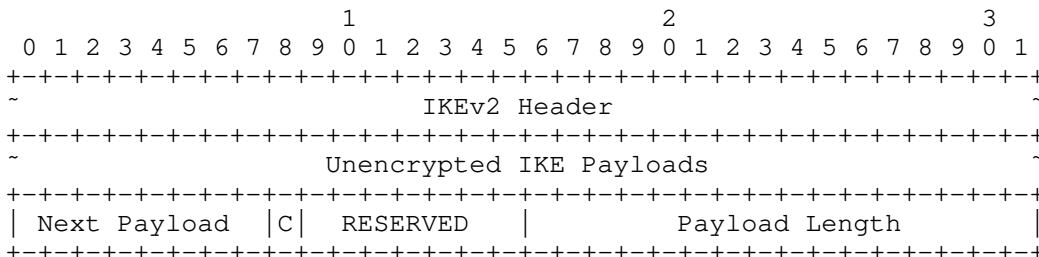 1                   2                   3
 0 1 2 3 4 5 6 7 8 9 0 1 2 3 4 5 6 7 8 9 0 1 2 3 4 5 6 7 8 9 0 1
+-+-+-+-+-+-+-+-+-+-+-+-+-+-+-+-+-+-+-+-+-+-+-+-+-+-+-+-+-+-+-+-+
~                         IKEv2 Header                          ~
+-+-+-+-+-+-+-+-+-+-+-+-+-+-+-+-+-+-+-+-+-+-+-+-+-+-+-+-+-+-+-+-+
~                   Unencrypted IKE Payloads                    ~
+-+-+-+-+-+-+-+-+-+-+-+-+-+-+-+-+-+-+-+-+-+-+-+-+-+-+-+-+-+-+-+-+
| Next Payload  |C|  RESERVED   |         Payload Length        |
+-+-+-+-+-+-+-+-+-+-+-+-+-+-+-+-+-+-+-+-+-+-+-+-+-+-+-+-+-+-+-+-+